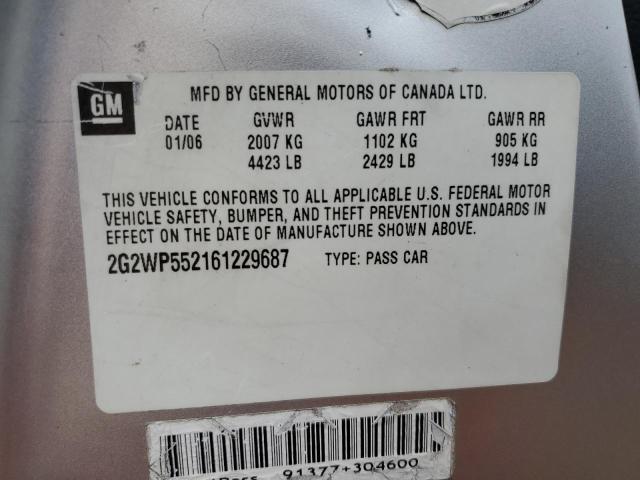 GM
MFD BY GENERAL MOTORS OF CANADA LTD.
DATE GVWR GAWR FRT GAWR RR
01/06 2007 KG 1102 KG 905 KG
4423 LB 2429 LB 1994 LB
THIS VEHICLE CONFORMS TO ALL APPLICABLE U.S. FEDERAL MOTOR
VEHICLE SAFETY, BUMPER, AND THEFT PREVENTION STANDARDS IN
EFFECT ON THE DATE OF MANUFACTURE SHOWN ABOVE.
2G2WP552161229687 TYPE: PASS CAR
91377+304600